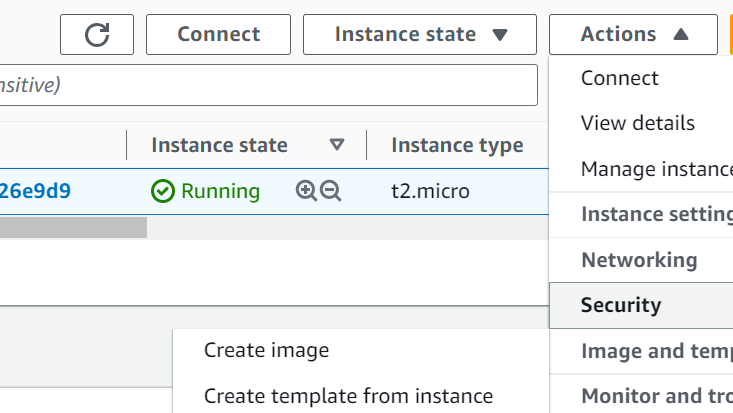 Connect
Instance state
Actions
nsitive)
Connect
View details
Instance state
Instance type
Manage instance
26e9d9
Running
t2.micro
Instance setting
Networking
Security
Create image
Image and temp
Create template from instance
Monitor and tro